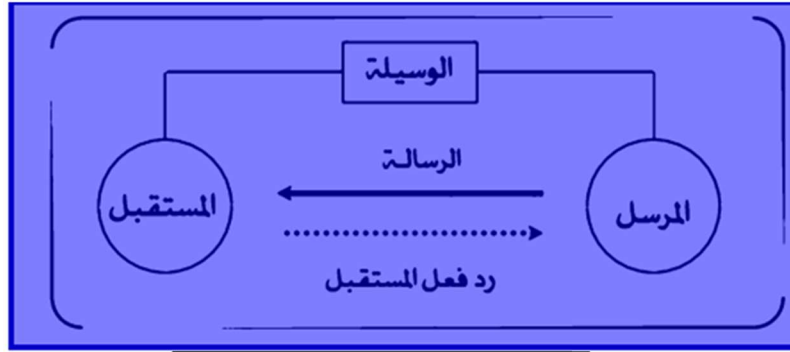 الوسيلة
الرسالة
المرسل
المستقبل
رد فعل المستقبل